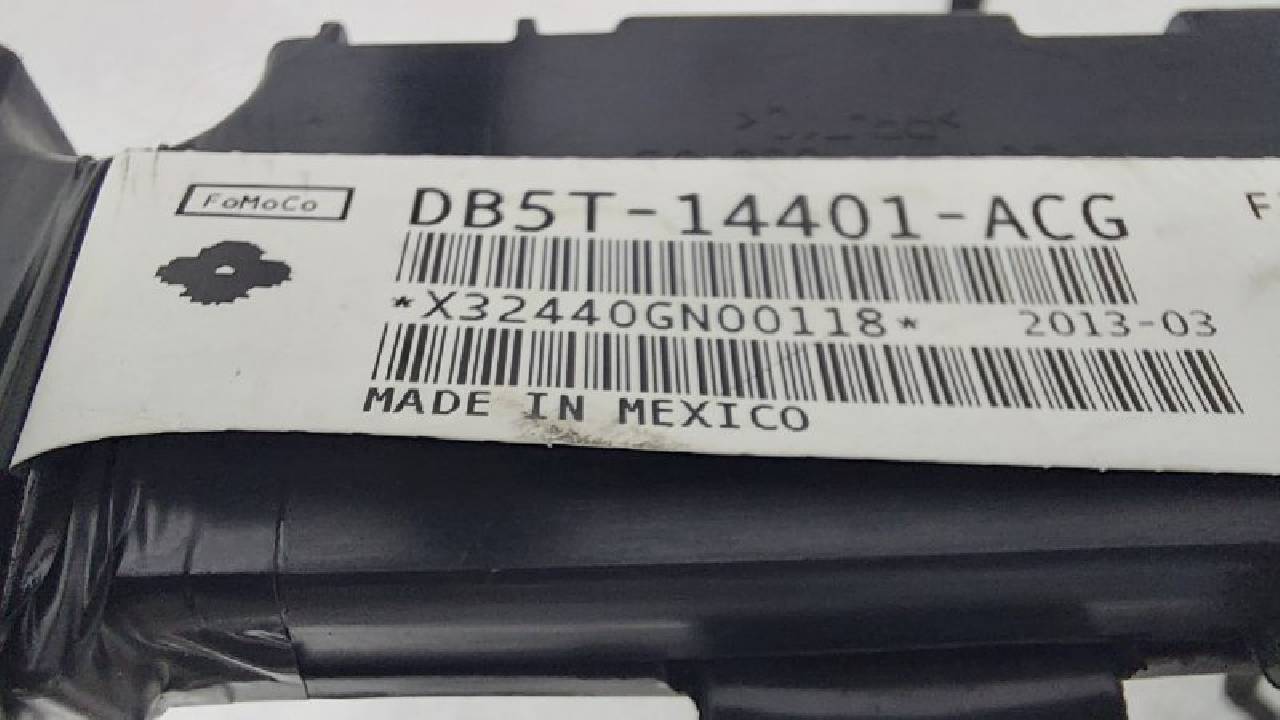 FoMoCo
DB5T-14401-ACG
*X32440GN00118* 2013-03
MADE IN MEXICO